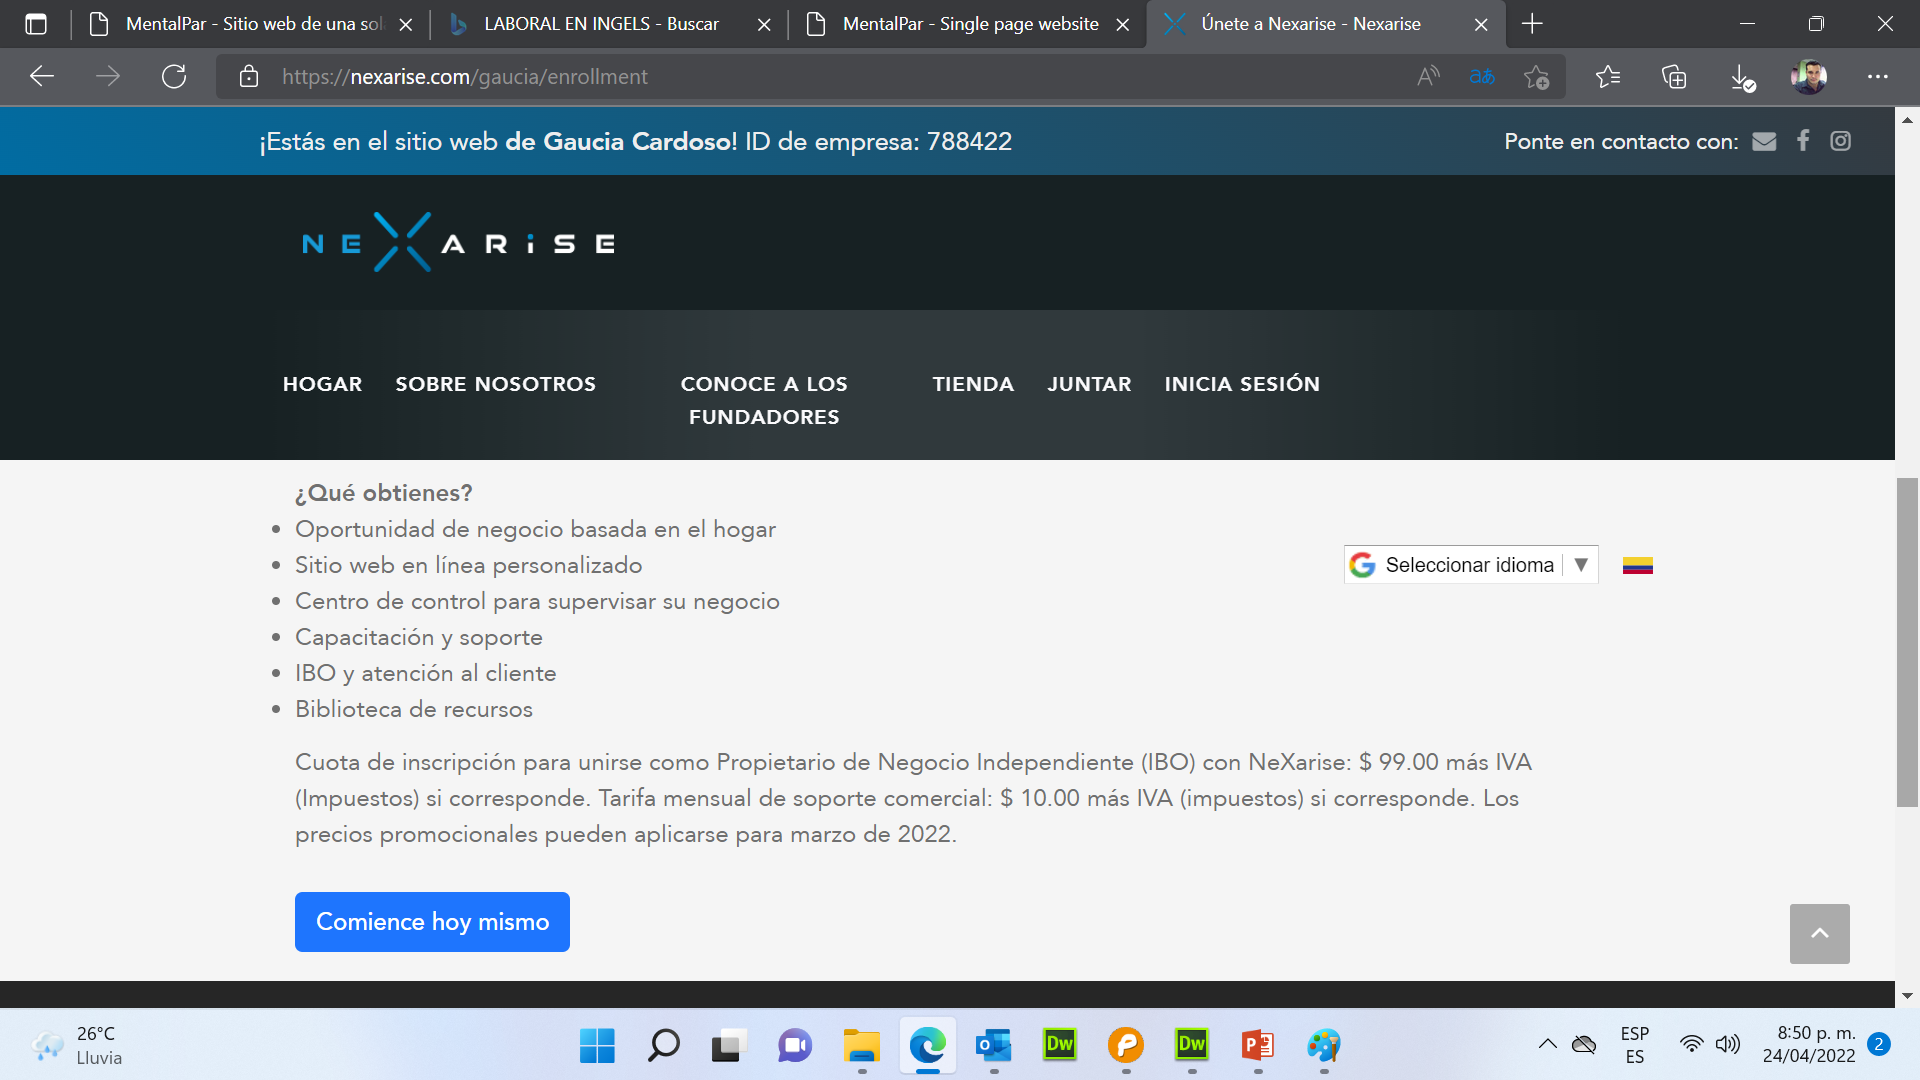 MentalPar - Sitio web de una sol
LABORAL EN INGELS - Buscar
MentalPar - Single page website
Únete a Nexarise - Nexarise
https://nexarise.com/gaucia/enrollment
¡Estás en el sitio web de Gaucia Cardoso! ID de empresa: 788422
Ponte en contacto con:
NEXARiSE
HOGAR
SOBRE NOSOTROS
CONOCE A LOS
FUNDADORES
TIENDA
JUNTAR
INICIA SESIÓN
¿Qué obtienes?
Oportunidad de negocio basada en el hogar
Sitio web en línea personalizado
Centro de control para supervisar su negocio
Capacitación y soporte
IBO y atención al cliente
Biblioteca de recursos
Seleccionar idioma
Cuota de inscripción para unirse como Propietario de Negocio Independiente (IBO) con NeXarise: $ 99.00 más IVA
(Impuestos) si corresponde. Tarifa mensual de soporte comercial: $ 10.00 más IVA (impuestos) si corresponde. Los
precios promocionales pueden aplicarse para marzo de 2022.
Comience hoy mismo
26°C
Lluvia
Dw
Dw
ESP
ES
8:50 p. m.
24/04/2022
2